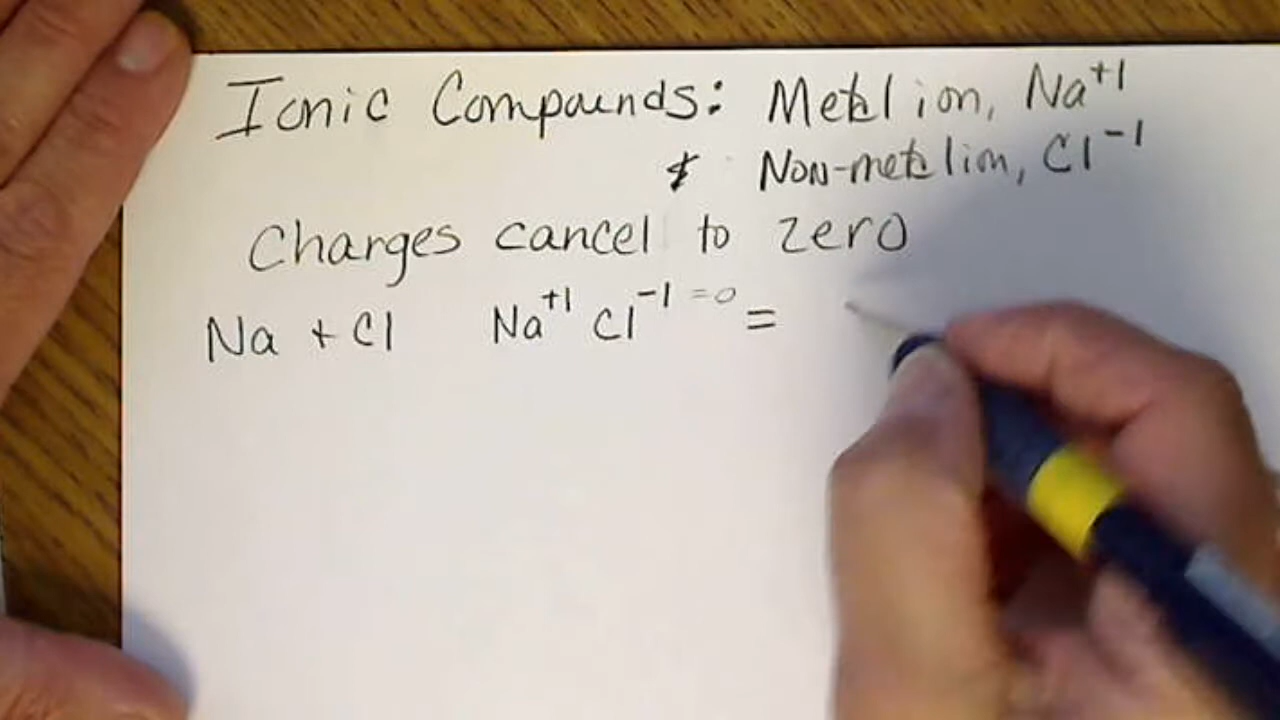 Ionic Compounds: Metal ion, Na⁺¹
& Non-metal ion, Cl⁻¹
Charges cancel to zero
Na + Cl Na⁺¹ Cl⁻¹ ⁼⁰ =